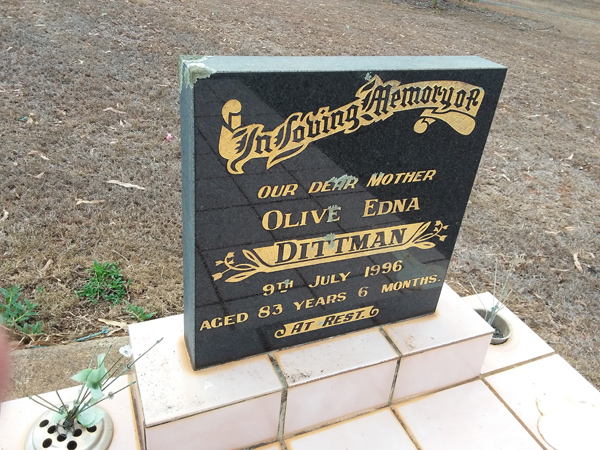 In Loving Memory of
OUR DEAR MOTHER
OLIVE EDNA
DITTMAN
9TH JULY 1996
AGED 83 YEARS 6 MONTHS.
AT REST.